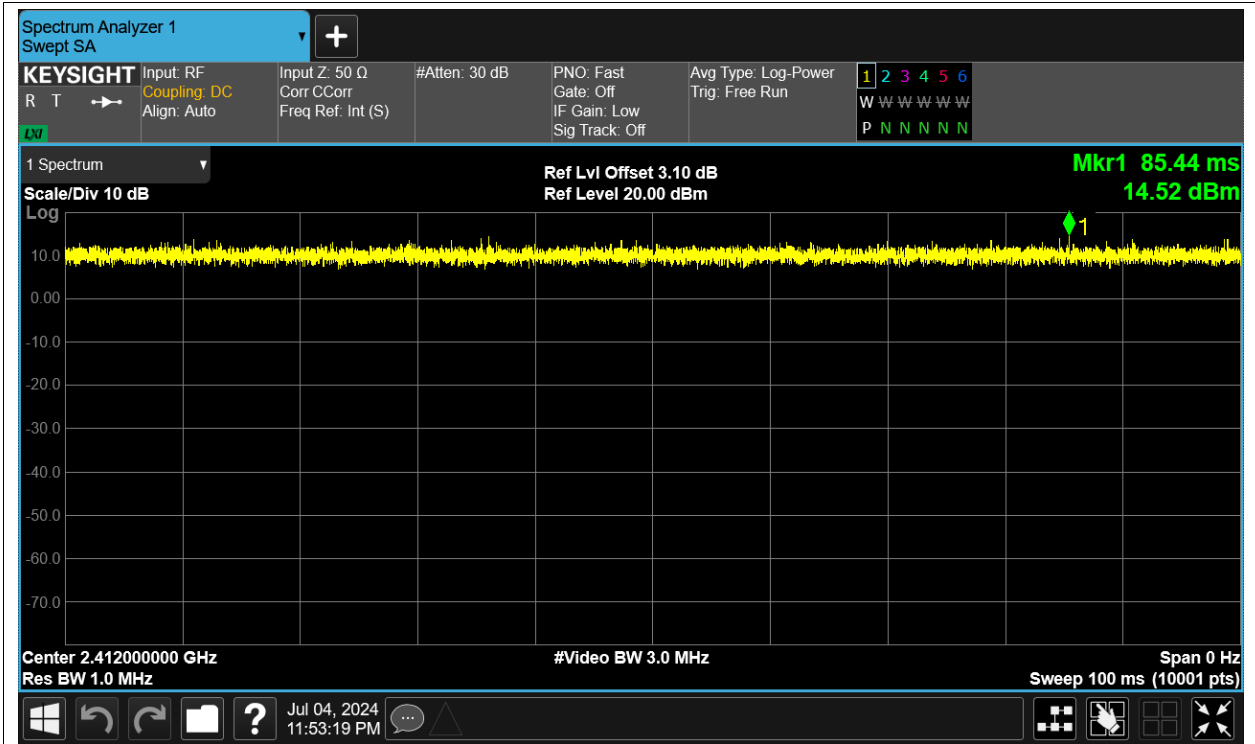 Spectrum Analyzer 1
Swept SA
KEYSIGHT
R T
LXI
Input: RF
Coupling: DC
Align: Auto
Input Z: 50 Ω
Corr CCorr
Freq Ref: Int (S)
#Atten: 30 dB
PNO: Fast
Gate: Off
IF Gain: Low
Sig Track: Off
Avg Type: Log-Power
Trig: Free Run
1 2 3 4 5 6
W W W W W W
P N N N N N
1 Spectrum
Scale/Div 10 dB
Log
Ref Lvl Offset 3.10 dB
Ref Level 20.00 dBm
Mkr1 85.44 ms
14.52 dBm
1
10.0
0.00
-10.0
-20.0
-30.0
-40.0
-50.0
-60.0
-70.0
Center 2.412000000 GHz
Res BW 1.0 MHz
#Video BW 3.0 MHz
Span 0 Hz
Sweep 100 ms (10001 pts)
?
Jul 04, 2024
11:53:19 PM